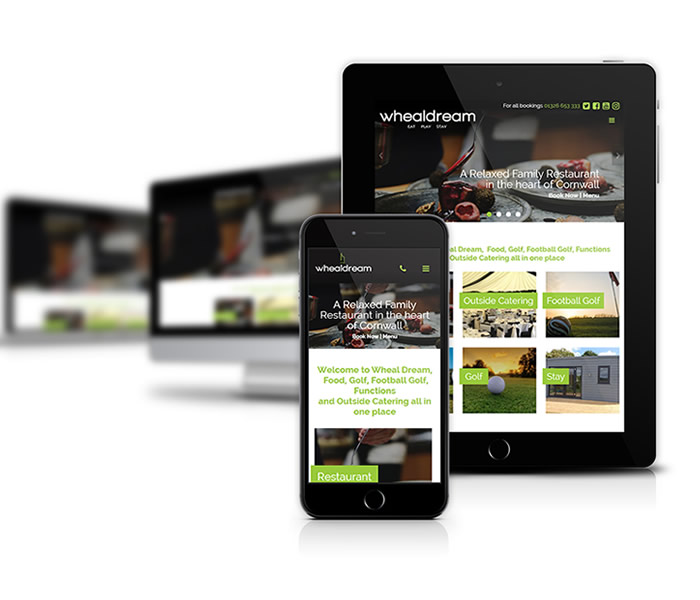 For all bookings 01326 653 333
whealdream
EAT PLAY STAY
A Relaxed Family Restaurant
in the heart of Cornwall
Book Now | Menu
Dream, Food, Golf, Football Golf, Functions
Outside Catering all in one place
Outside Catering
Football Golf
Golf
Stay
whealdream
A Relaxed Family
Restaurant in the heart
of Cornwall
Book Now | Menu
Welcome to Wheal Dream,
Food, Golf, Football Golf,
Functions
and Outside Catering all in
one place
Restaurant